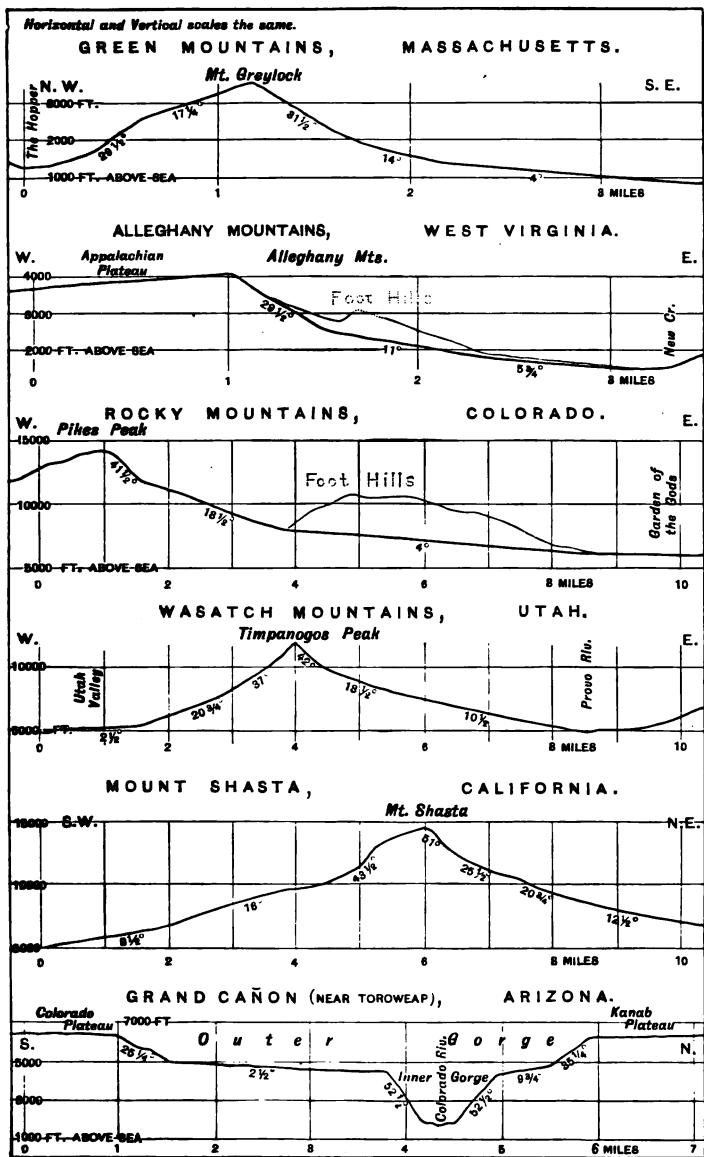 Horizontal and Vertical scales the same.
GREEN MOUNTAINS, MASSACHUSETTS.
Mt. Greylock
N. W. S. E.
The Hopper
3000 FT.
17¼°
31½°
29½°
2000
14°
4°
1000 FT. ABOVE SEA
0 1 2 3 MILES
ALLEGHANY MOUNTAINS, WEST VIRGINIA.
W. Appalachian Plateau Alleghany Mts. E.
4000
Foot Hills
3000
29½°
New Cr.
2000 FT. ABOVE SEA
11°
5¾°
0 1 2 3 MILES
ROCKY MOUNTAINS, COLORADO.
W. E.
Pikes Peak
15000
41½°
Foot Hills
Garden of the Gods
10000
18½°
4°
5000 FT. ABOVE SEA
0 2 4 6 8 MILES 10
WASATCH MOUNTAINS, UTAH.
W. Timpanogos Peak E.
10000
Utah Valley
20¾°
37°
42°
18½°
10½
Provo Riv.
5000 FT.
2½°
0 2 4 6 8 MILES 10
MOUNT SHASTA, CALIFORNIA.
Mt. Shasta
15000 S.W. N.E.
51°
43½°
25½°
10000
20¾°
16°
12½°
5000
8½°
0 2 4 6 8 MILES 10
GRAND CAÑON (NEAR TOROWEAP), ARIZONA.
Colorado Plateau 7000 FT Kanab Plateau
S. Outer Gorge N.
25¼°
35¼°
5000
2½°
Inner Gorge
9¾°
52½°
Colorado Riv.
52½°
3000
1000 FT. ABOVE SEA
0 1 2 3 4 5 6 MILES 7